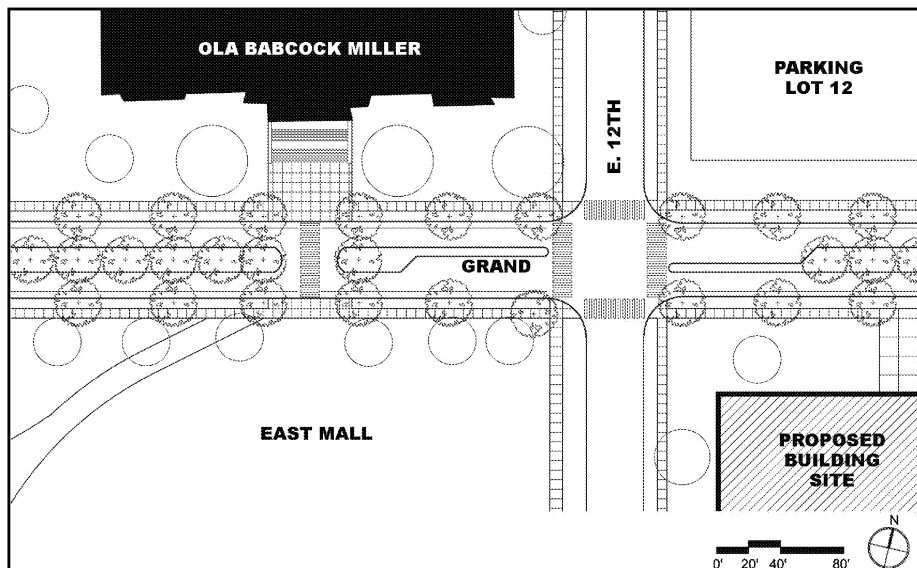 OLA BABCOCK MILLER
PARKING
LOT 12
E. 12TH
GRAND
EAST MALL
PROPOSED
BUILDING
SITE
N
0' 20' 40' 80'